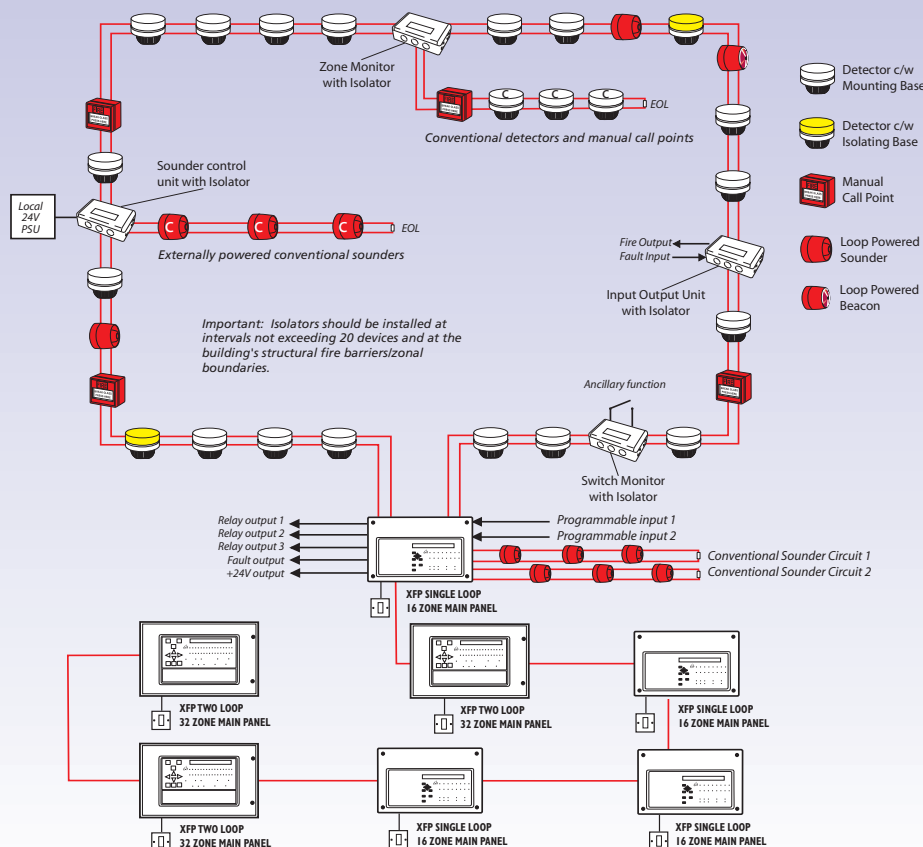 Zone Monitor
with Isolator
EOL
Conventional detectors and manual call points
Detector c/w
Mounting Base
Detector c/w
Isolating Base
Manual
Call Point
Loop Powered
Sounder
Loop Powered
Beacon
Sounder control
unit with Isolator
Local
24V
PSU
C
C
C
C
C
C
EOL
Externally powered conventional sounders
Fire Output
Fault Input
Input Output Unit
with Isolator
Important: Isolators should be installed at
intervals not exceeding 20 devices and at the
building's structural fire barriers/zonal
boundaries.
Ancillary function
Switch Monitor
with Isolator
Relay output 1
Relay output 2
Relay output 3
Fault output
+24V output
Programmable input 1
Programmable input 2
Conventional Sounder Circuit 1
Conventional Sounder Circuit 2
XFP SINGLE LOOP
16 ZONE MAIN PANEL
XFP TWO LOOP
32 ZONE MAIN PANEL
XFP TWO LOOP
32 ZONE MAIN PANEL
XFP SINGLE LOOP
16 ZONE MAIN PANEL
XFP TWO LOOP
32 ZONE MAIN PANEL
XFP SINGLE LOOP
16 ZONE MAIN PANEL
XFP SINGLE LOOP
16 ZONE MAIN PANEL